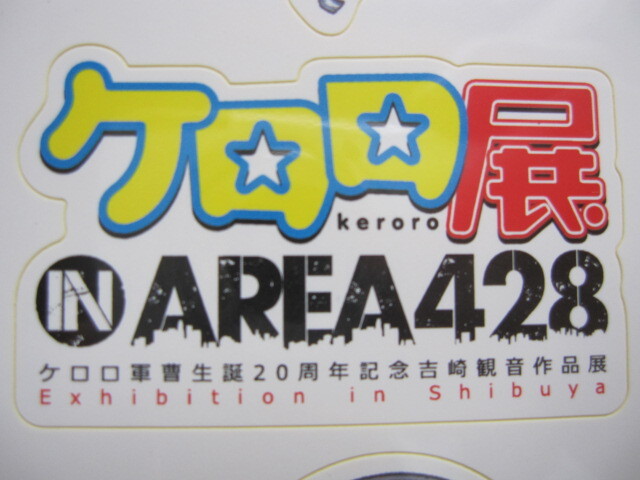 ケロロ展
keroro
IN AREA428
ケロロ軍曹生誕20周年記念吉崎観音作品展
Exhibition in Shibuya